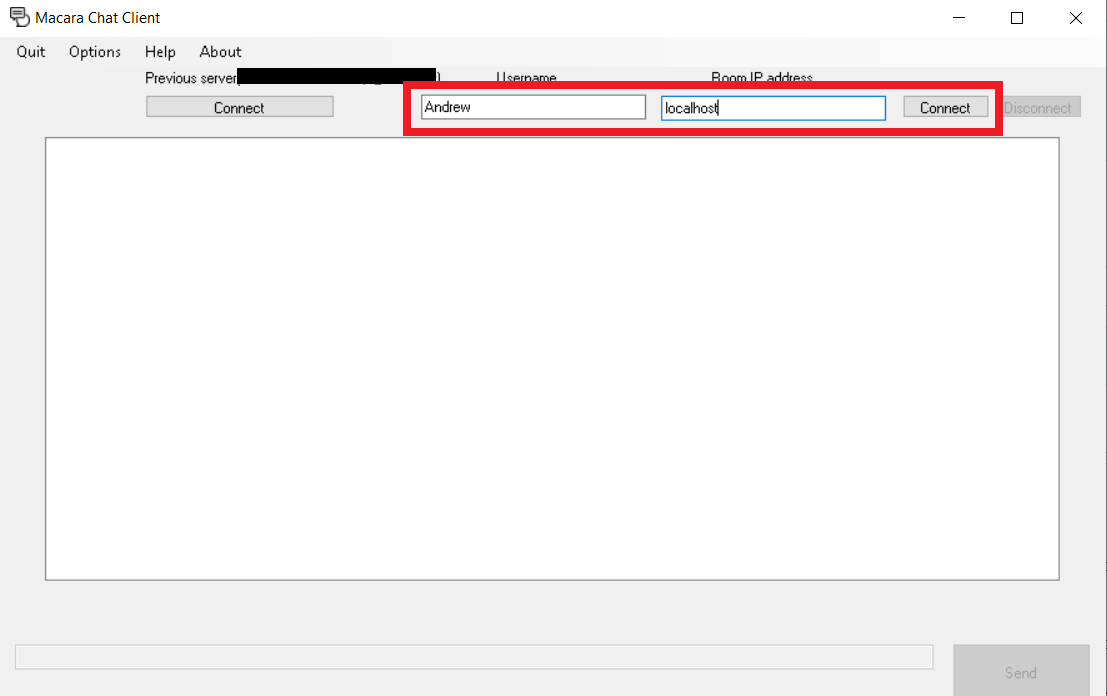 Macara Chat Client
Quit Options Help About
Previous server( ) Username Room IP address
Connect Andrew localhost Connect Disconnect
Send